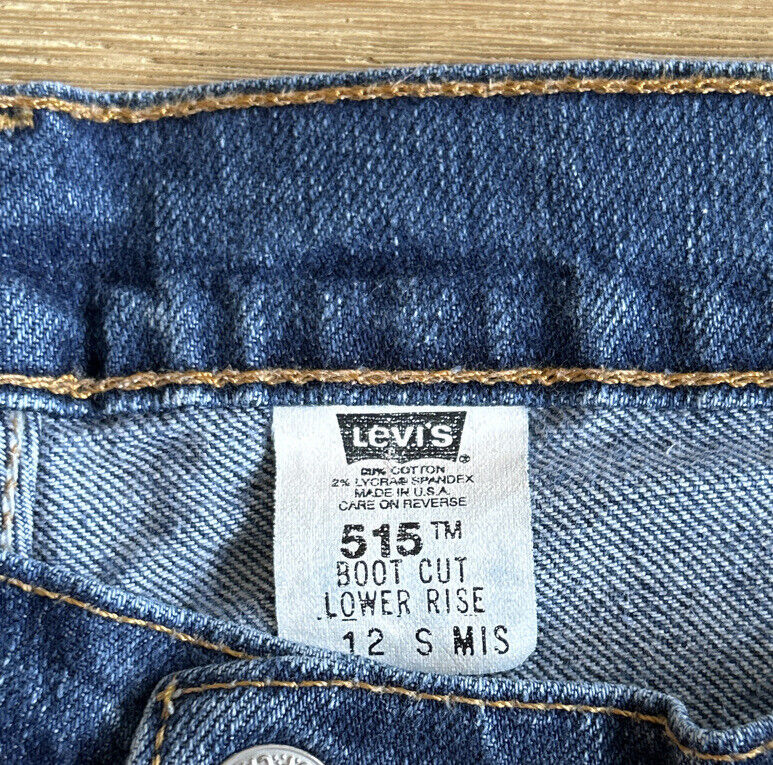 LEVI'S
®
COTTON
2% LYCRA® SPANDEX
MADE IN U.S.A.
CARE ON REVERSE
515™
BOOT CUT
LOWER RISE
12 S MIS